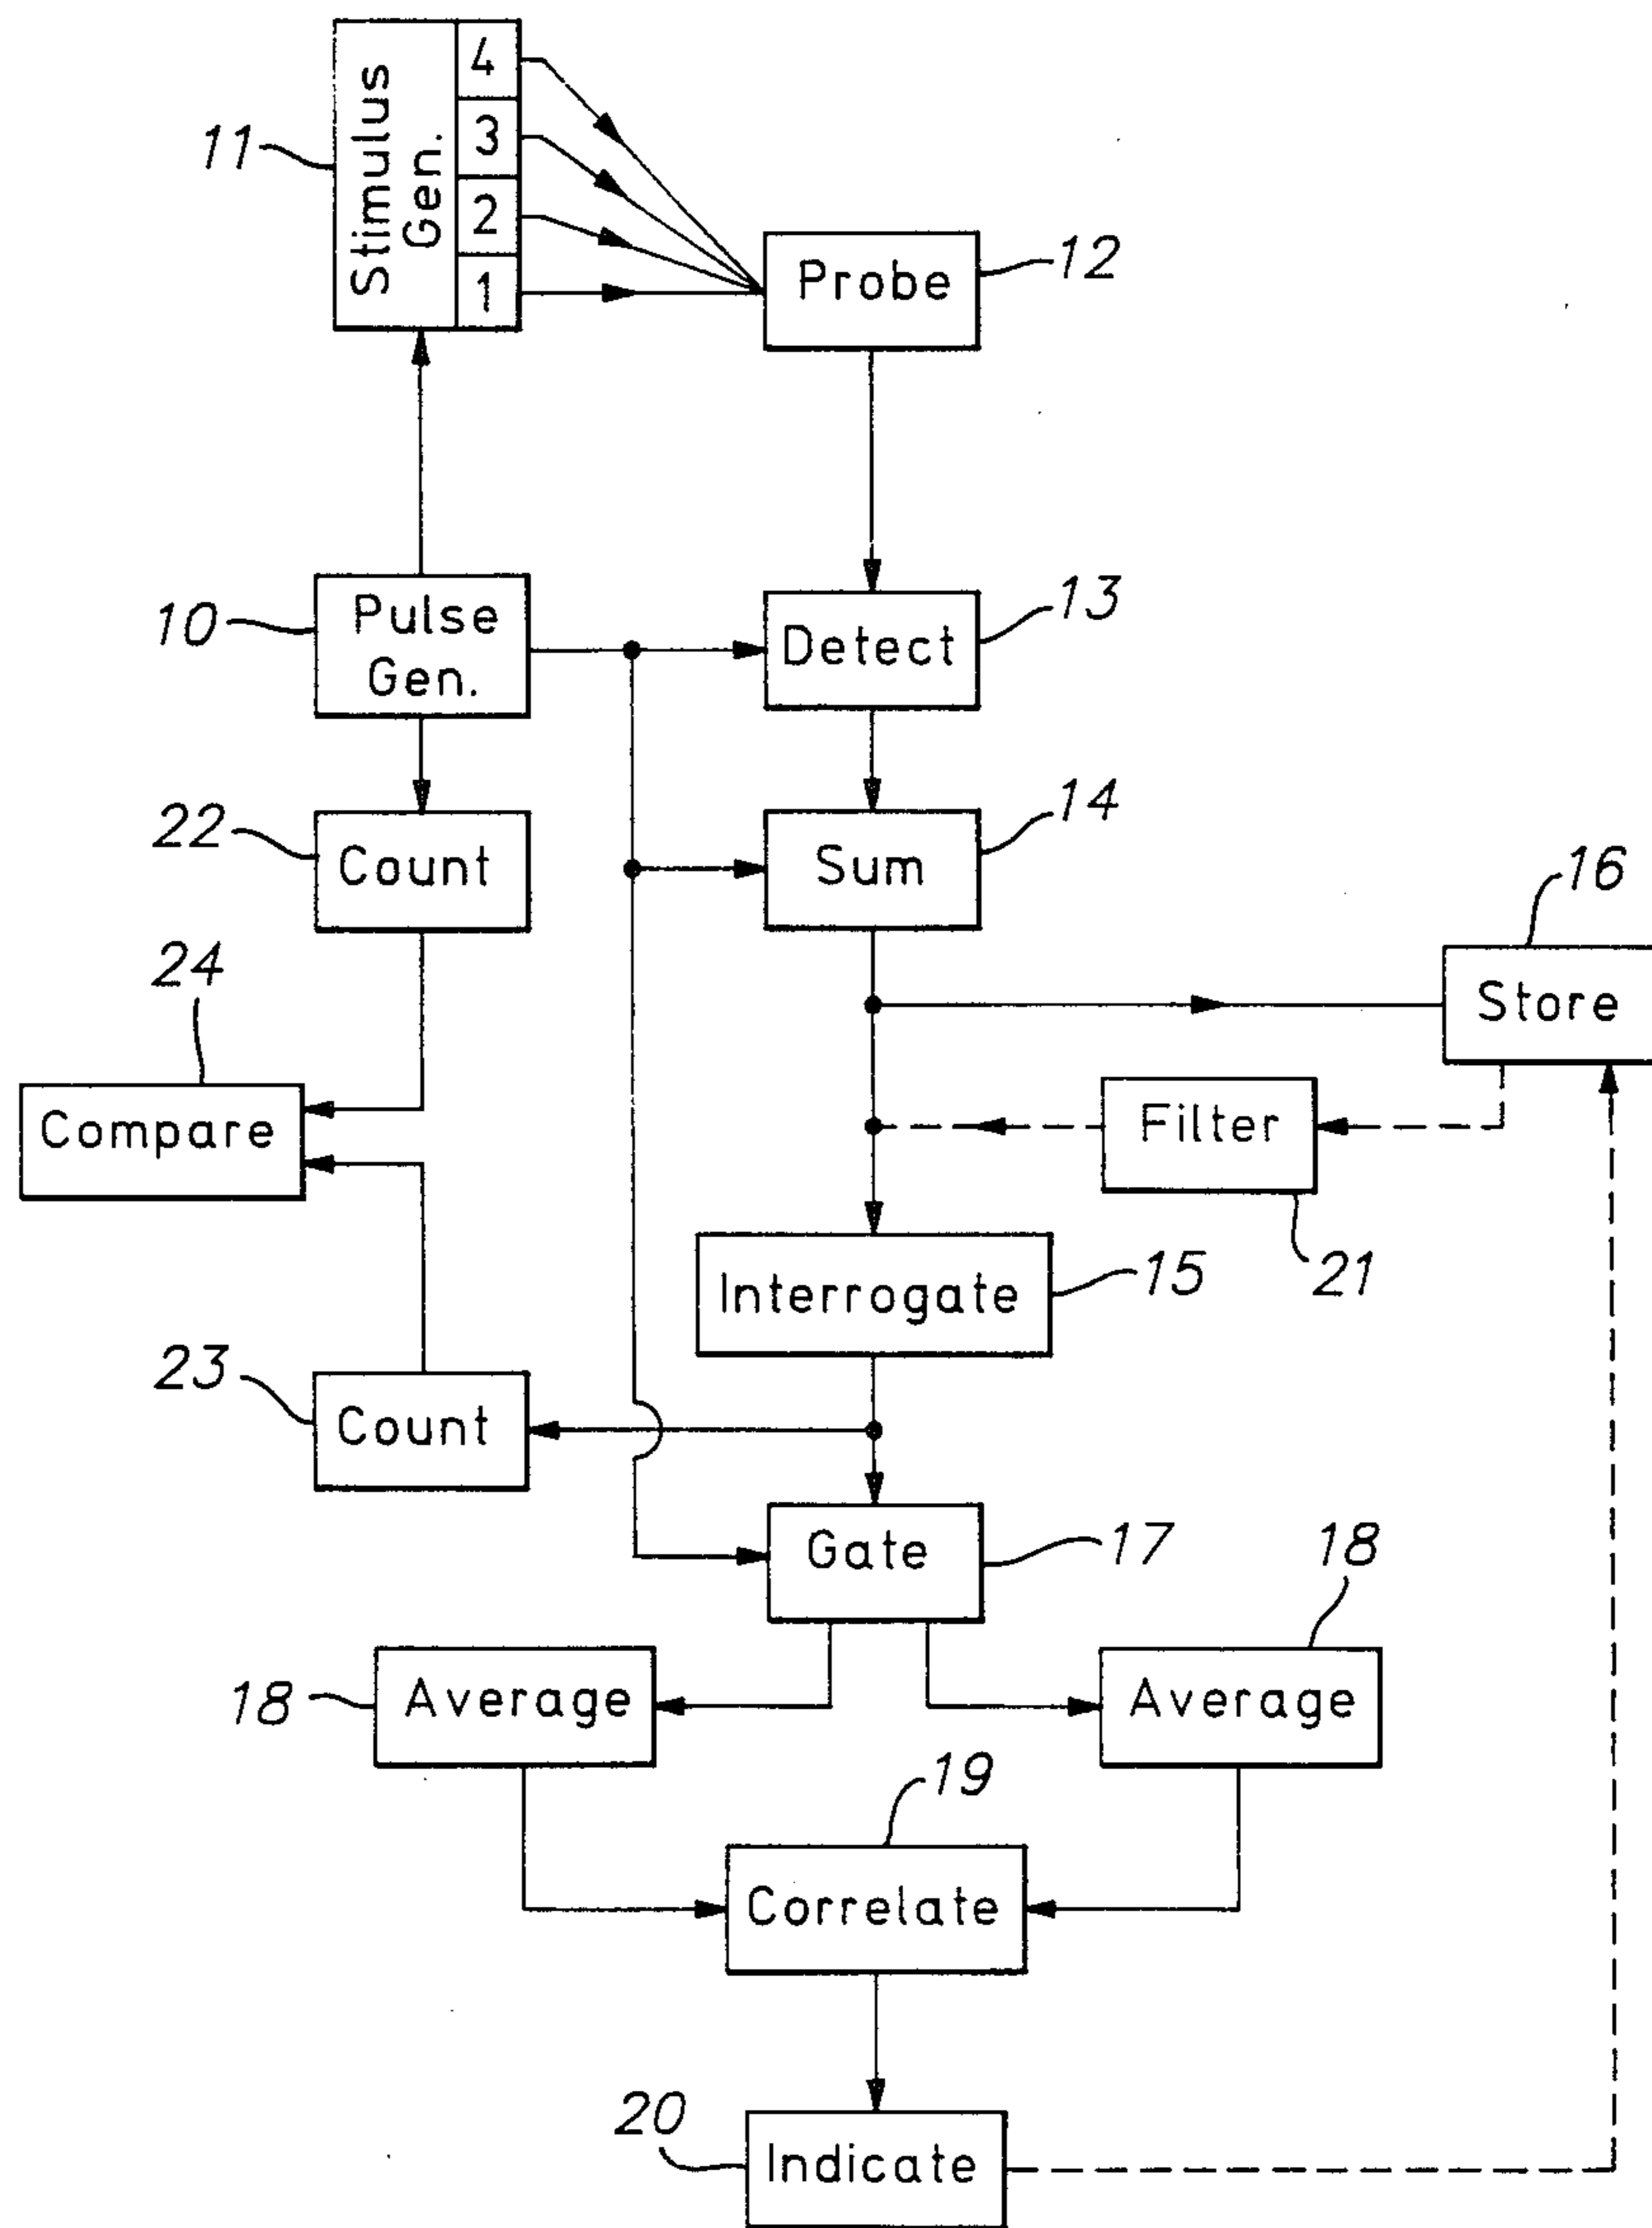 4
3
2
1
Stimulus
Gen.
11
Probe
12
Pulse
Gen.
10
Detect
13
Count
22
Sum
14
Store
16
Compare
24
Filter
21
Interrogate
15
Count
23
Gate
17
Average
18
Average
18
Correlate
19
Indicate
20